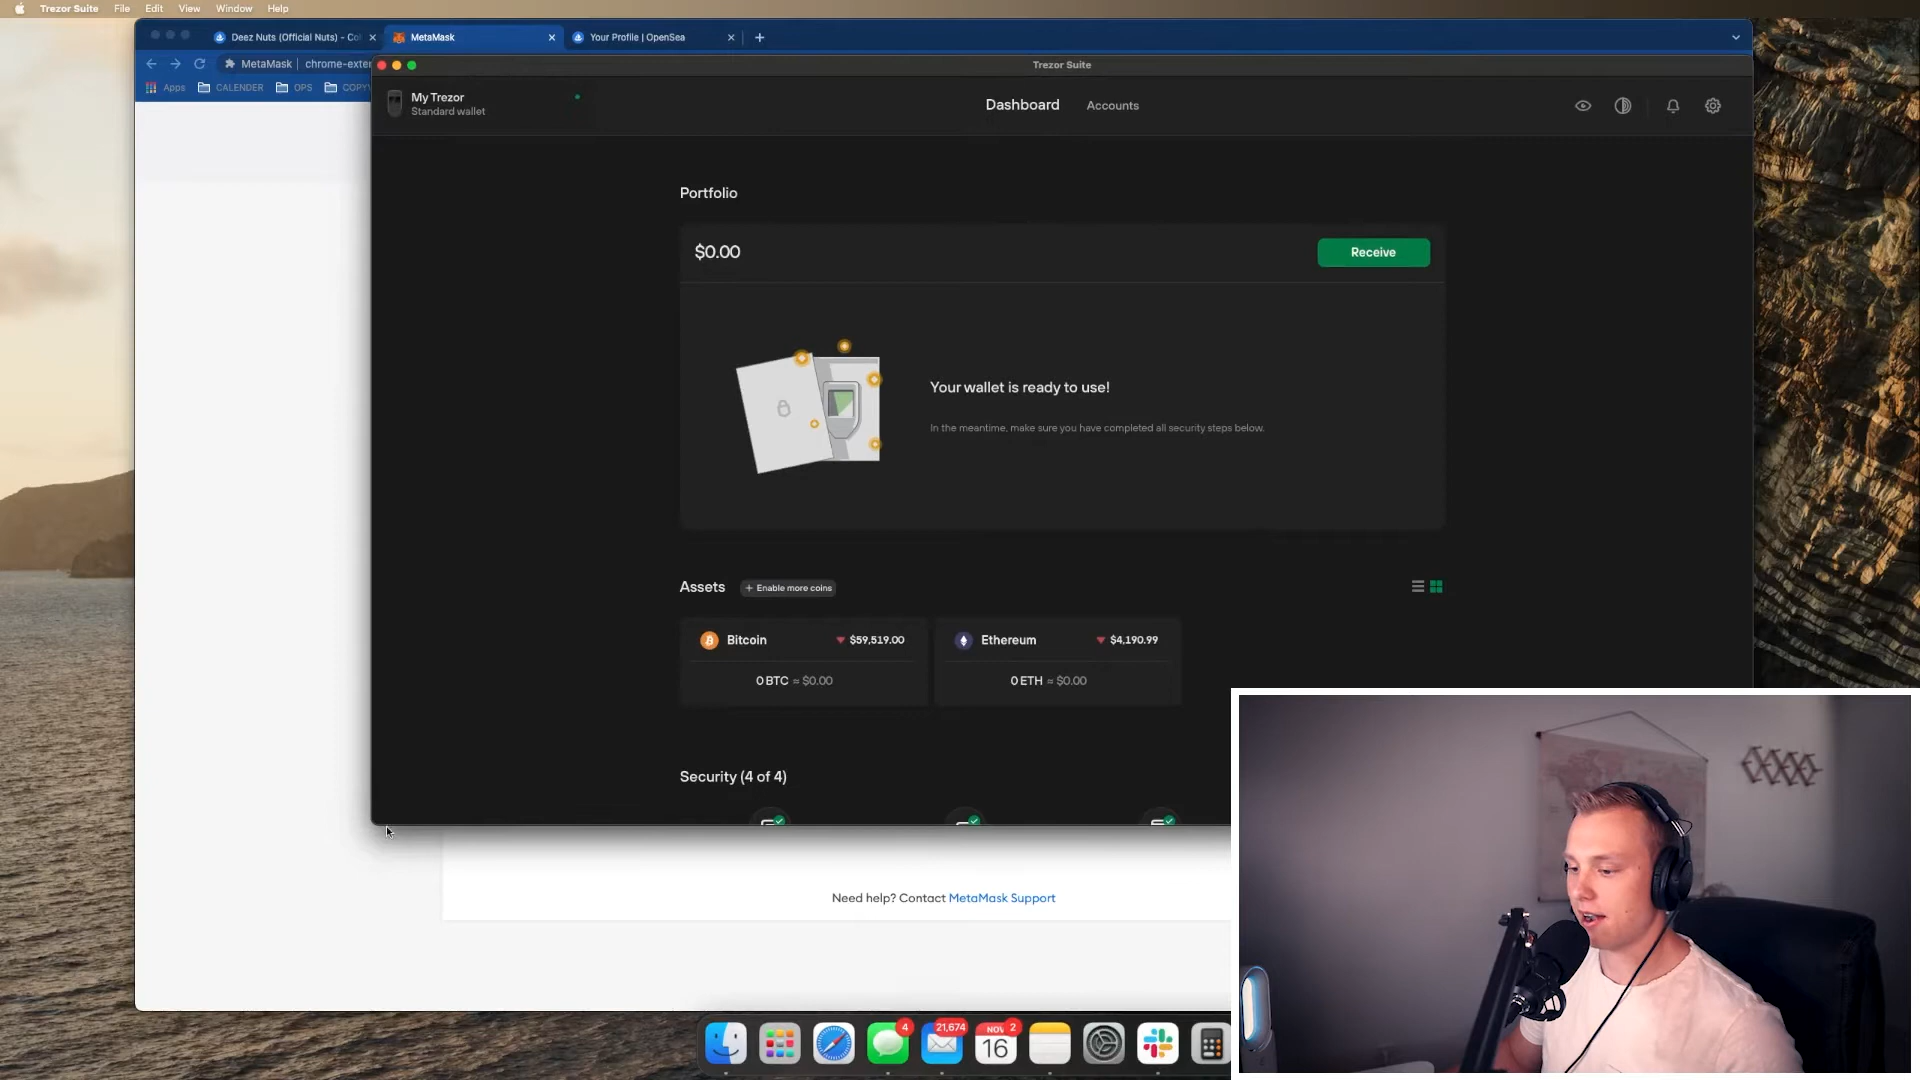 Trezor Suite File Edit View Window Help
Deez Nuts (Official Nuts) - Co
MetaMask
Your Profile | OpenSea
MetaMask
chrome-exter
Apps CALENDER OPS COPY
Trezor Suite
My Trezor
Standard wallet
Dashboard
Accounts
Portfolio
$0.00
Receive
Your wallet is ready to use!
In the meantime, make sure you have completed all security steps below.
Assets
+ Enable more coins
Bitcoin
$59,519.00
0 BTC ≈ $0.00
Ethereum
$4,190.99
0 ETH ≈ $0.00
Security (4 of 4)
Need help? Contact MetaMask Support
4
21,674
NOV
2
16